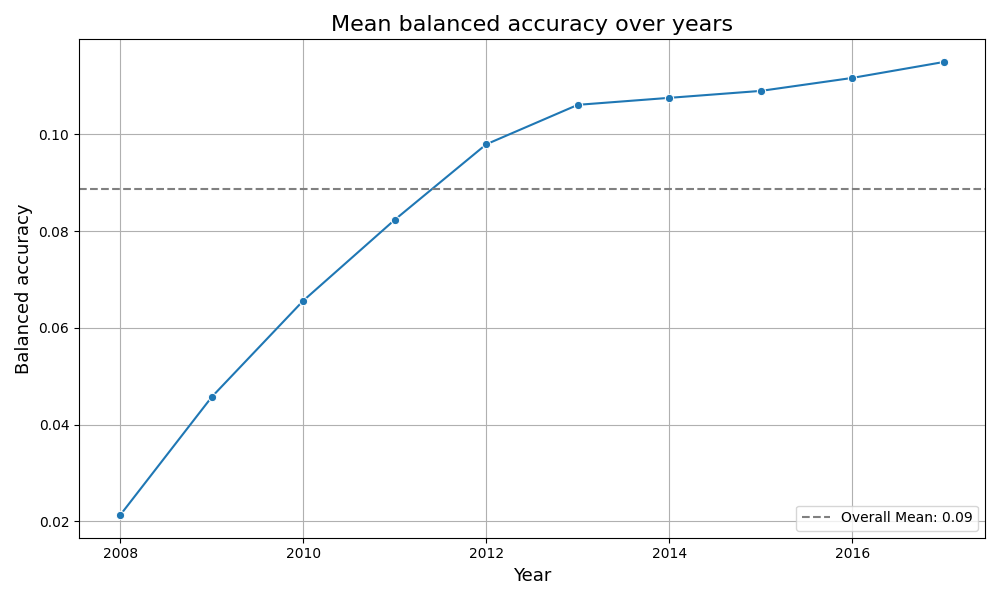 Mean balanced accuracy over years
Balanced accuracy
0.10
0.08
0.06
0.04
0.02
Overall Mean: 0.09
2008 2010 2012 2014 2016
Year